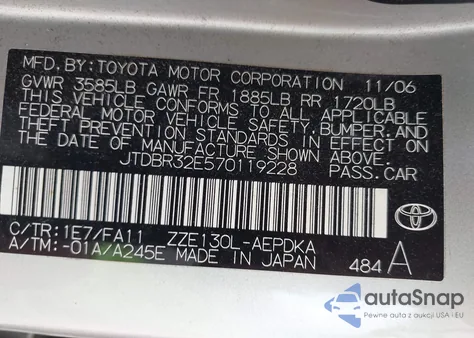 MFD. BY: TOYOTA MOTOR CORPORATION 11/06
GVWR 3585LB GAWR FR 1885LB RR 1720LB
THIS VEHICLE CONFORMS TO ALL APPLICABLE
FEDERAL MOTOR VEHICLE SAFETY, BUMPER, AND
THEFT PREVENTION STANDARDS IN EFFECT ON
THE DATE OF MANUFACTURE SHOWN ABOVE.
JTDBR32E570119228 PASS.CAR
C/TR:1E7/FA11 ZZE130L-AEPDKA
A/TM:-01A/A245E MADE IN JAPAN
TOYOTA
484 A
autoSnap
Pewne auta z aukcji USA i EU